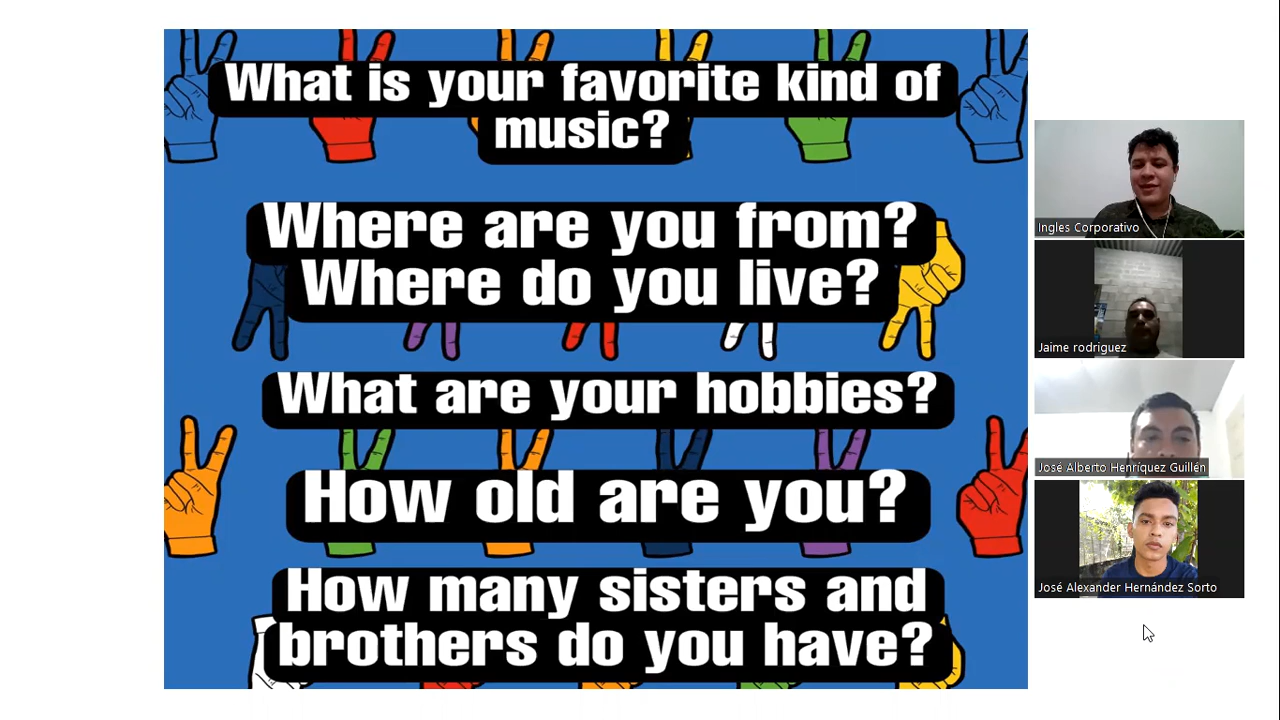 What is your favorite kind of
music?
Where are you from?
Where do you live?
What are your hobbies?
How old are you?
How many sisters and
brothers do you have?
Ingles Corporativo
Jaime rodriguez
José Alberto Henríquez Guillén
José Alexander Hernández Sorto